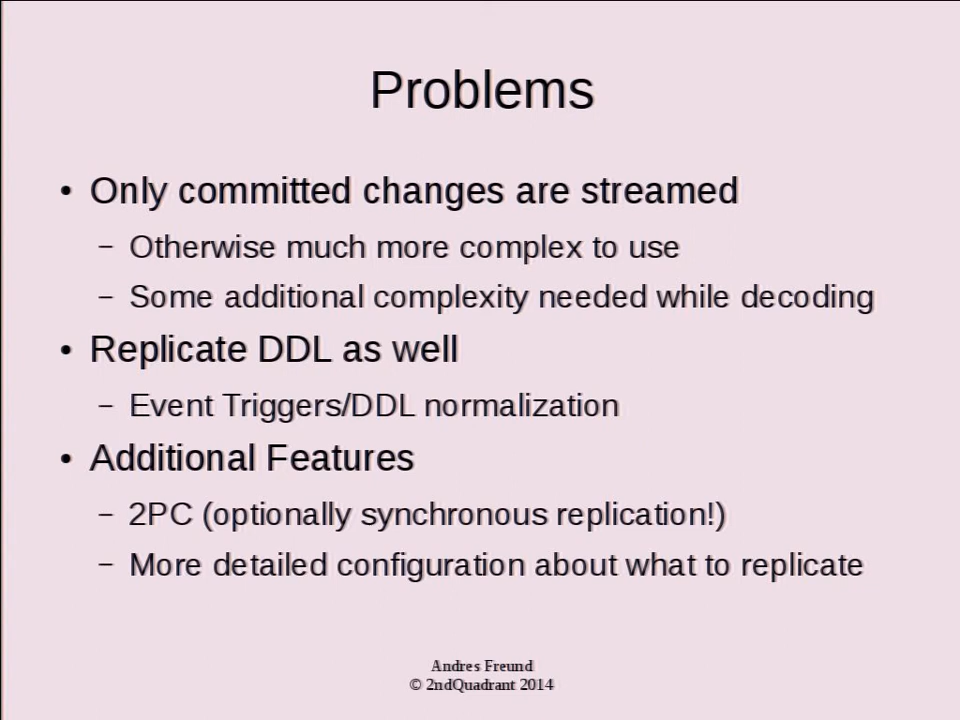 Problems
• Only committed changes are streamed
– Otherwise much more complex to use
– Some additional complexity needed while decoding
• Replicate DDL as well
– Event Triggers/DDL normalization
• Additional Features
– 2PC (optionally synchronous replication!)
– More detailed configuration about what to replicate
Andres Freund
© 2ndQuadrant 2014